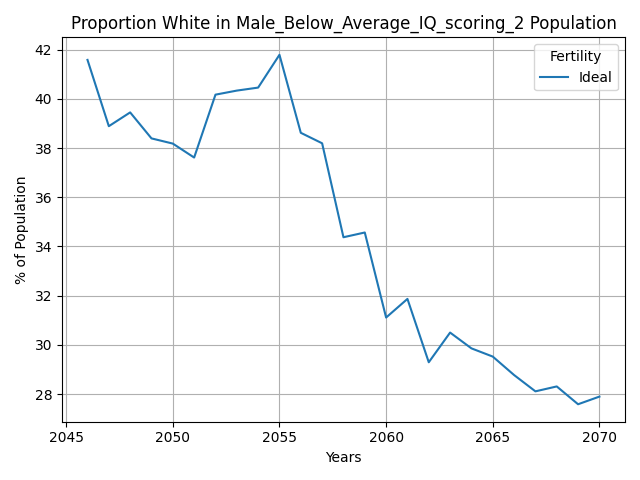 Proportion White in Male_Below_Average_IQ_scoring_2 Population
Fertility
Ideal
% of Population
42
40
38
36
34
32
30
28
2045
2050
2055
2060
2065
2070
Years